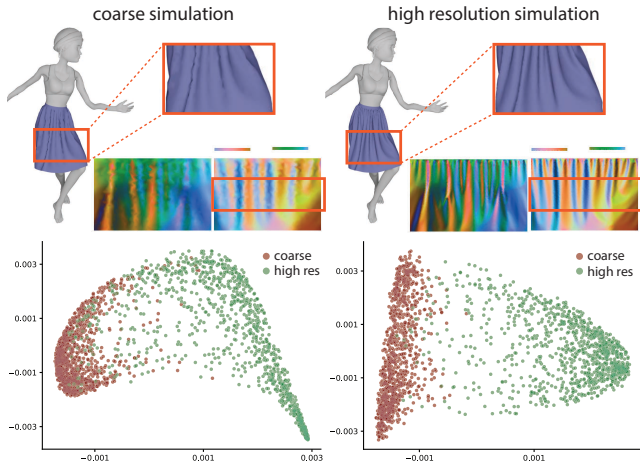 coarse simulation
high resolution simulation
coarse
high res
0.003
0.001
−0.001
−0.003
−0.001
0.001
0.003
coarse
high res
0.003
0.001
−0.001
−0.003
−0.001
0.001